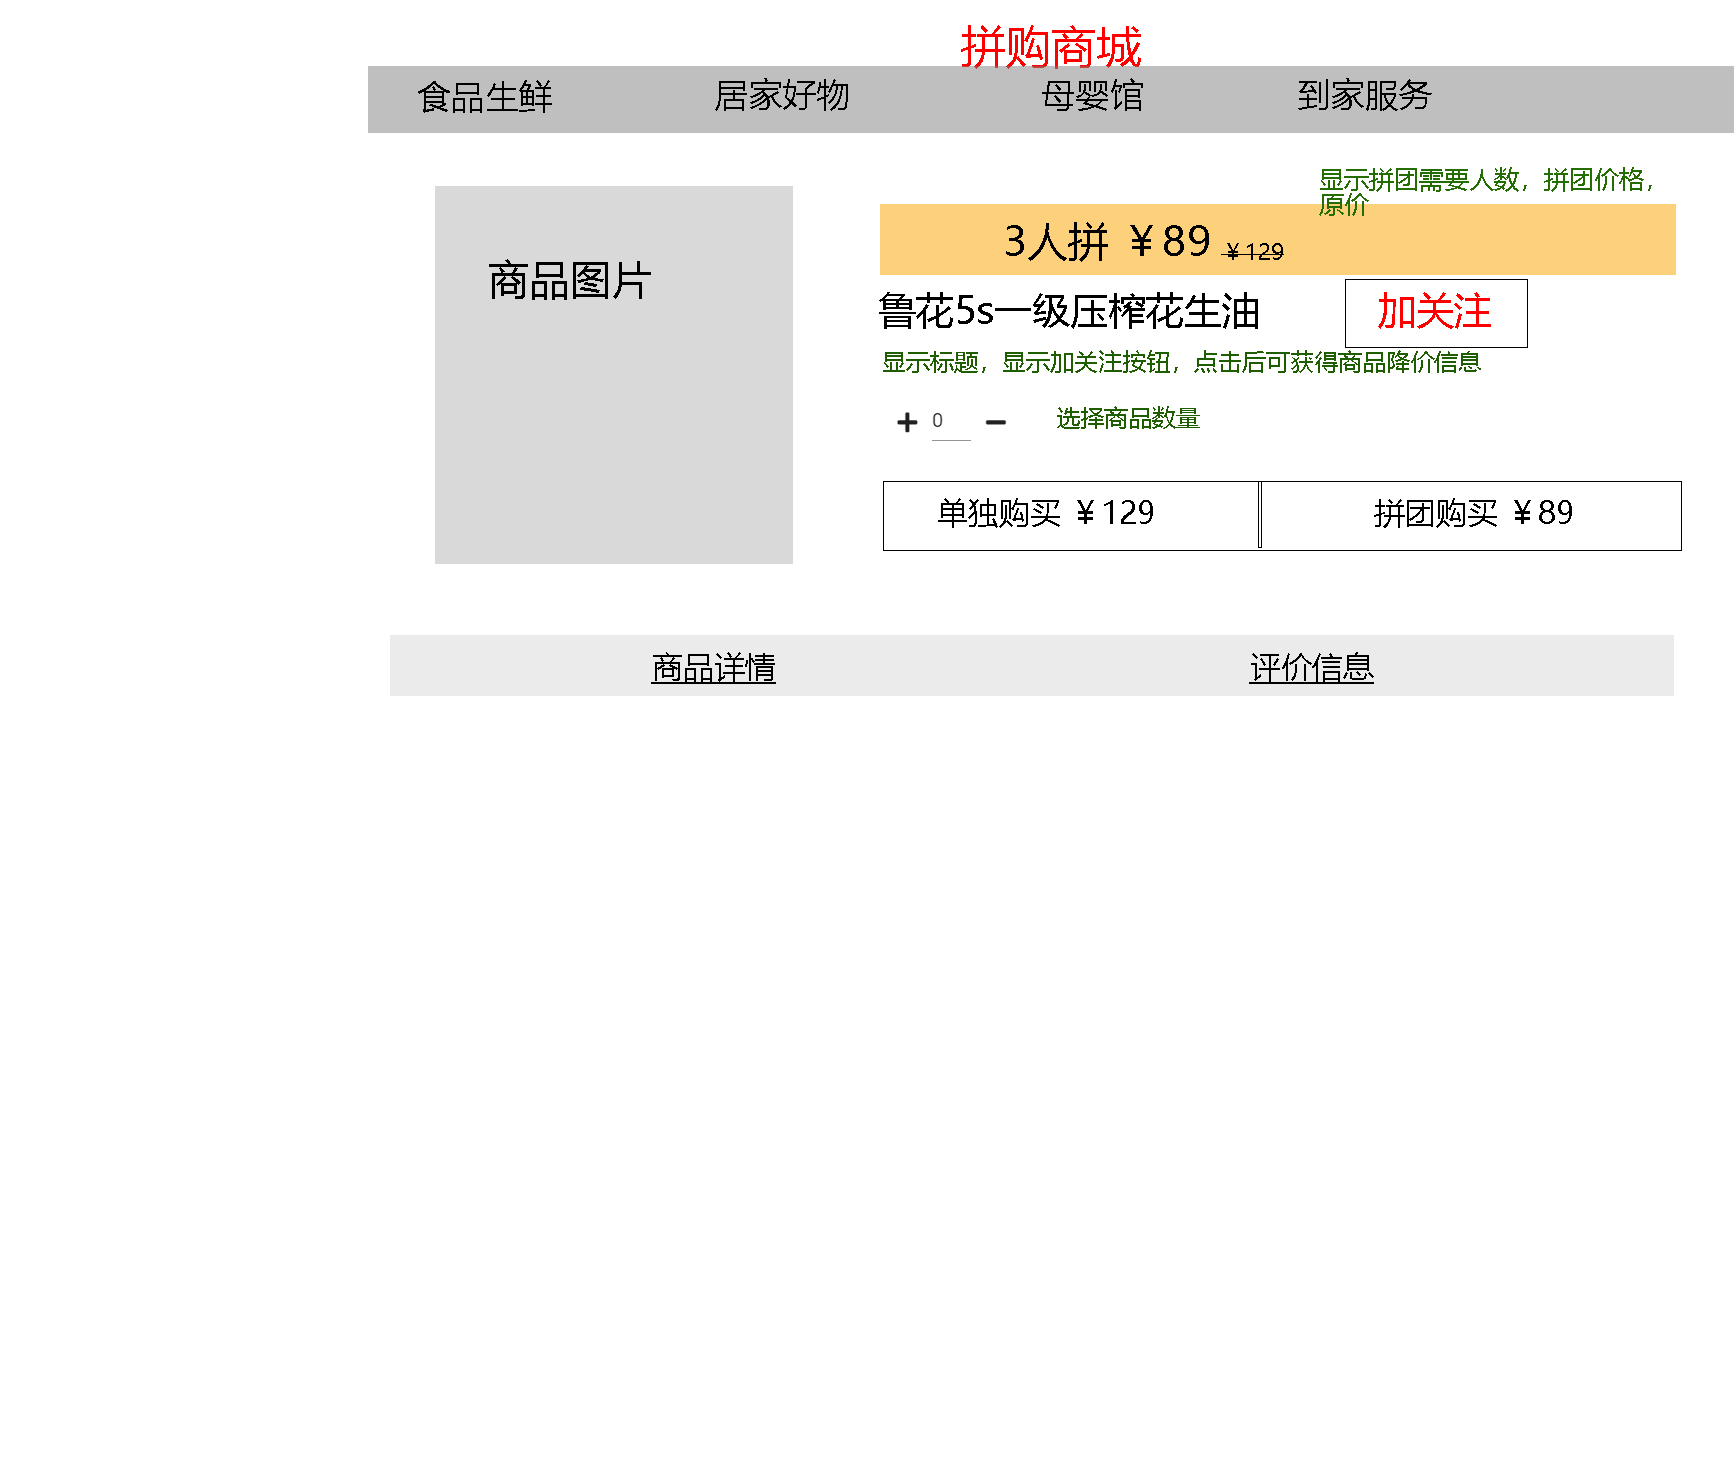 拼购商城
食品生鲜
居家好物
母婴馆
到家服务
显示拼团需要人数，拼团价格，
原价
商品图片
3人拼 ￥89 ￥129
鲁花5s一级压榨花生油
加关注
显示标题，显示加关注按钮，点击后可获得商品降价信息
0
选择商品数量
单独购买 ￥129
拼团购买 ￥89
商品详情
评价信息